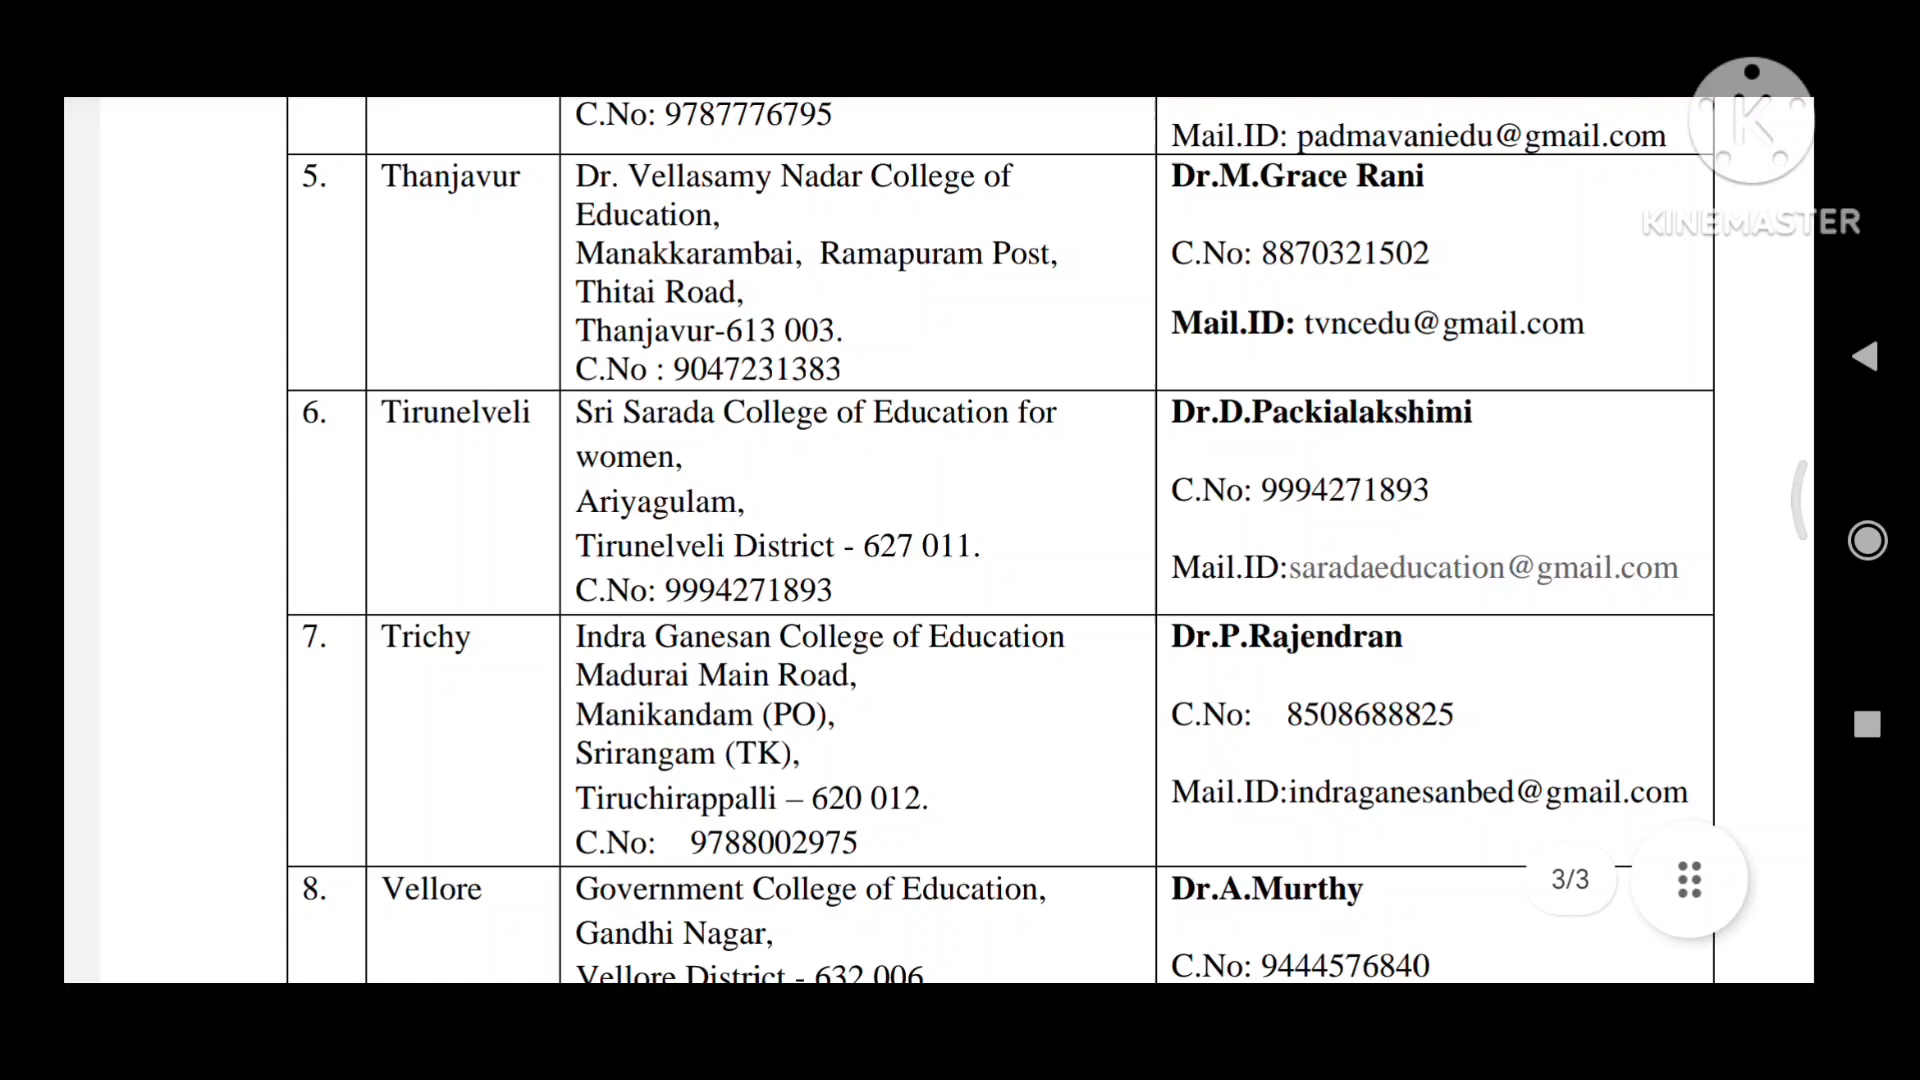 C.No: 9787776795
Mail.ID: padmavaniedu@gmail.com
5.
Thanjavur
Dr. Vellasamy Nadar College of
Education,
Manakkarambai, Ramapuram Post,
Thitai Road,
Thanjavur-613 003.
C.No : 9047231383
Dr.M.Grace Rani
C.No: 8870321502
Mail.ID: tvncedu@gmail.com
6.
Tirunelveli
Sri Sarada College of Education for
women,
Ariyagulam,
Tirunelveli District - 627 011.
C.No: 9994271893
Dr.D.Packialakshimi
C.No: 9994271893
Mail.ID:saradaeducation@gmail.com
7.
Trichy
Indra Ganesan College of Education
Madurai Main Road,
Manikandam (PO),
Srirangam (TK),
Tiruchirappalli – 620 012.
C.No: 9788002975
Dr.P.Rajendran
C.No: 8508688825
Mail.ID:indraganesanbed@gmail.com
8.
Vellore
Government College of Education,
Gandhi Nagar,
Vellore District - 632 006
Dr.A.Murthy
C.No: 9444576840
3/3
K
KINEMASTER